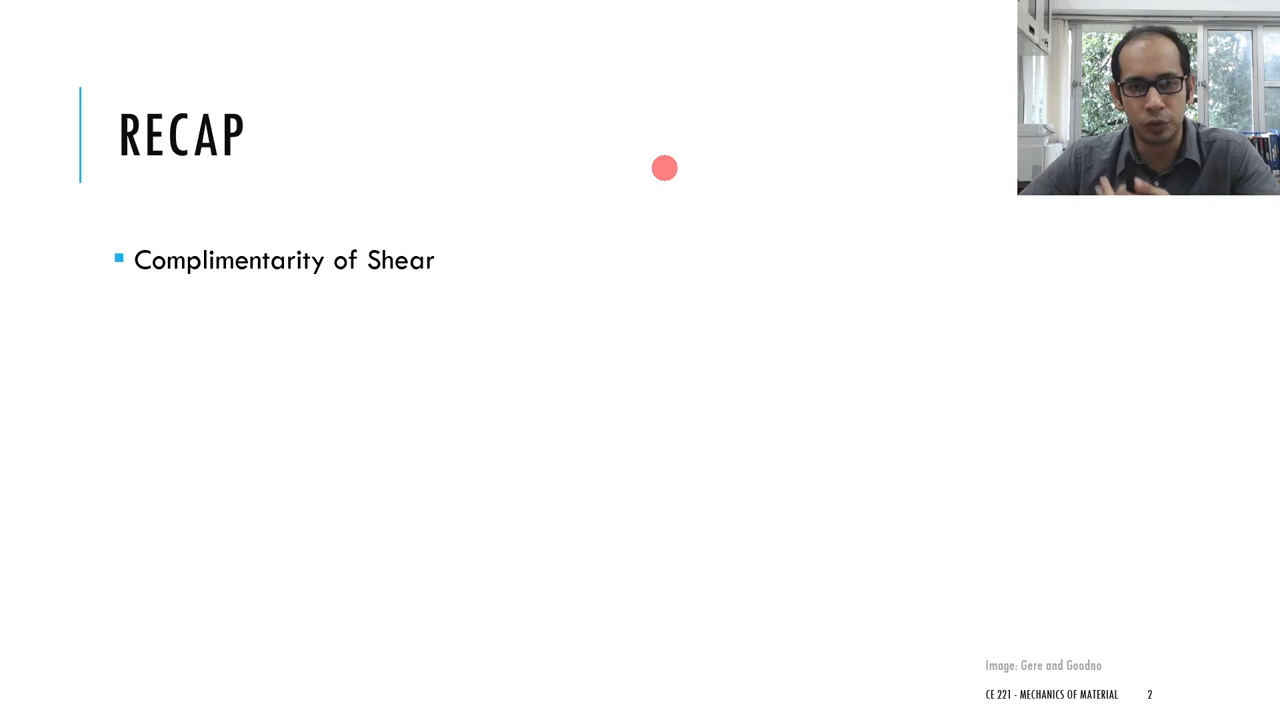 RECAP
Complimentarity of Shear
Image: Gere and Goodno
CE 221 - MECHANICS OF MATERIAL 2